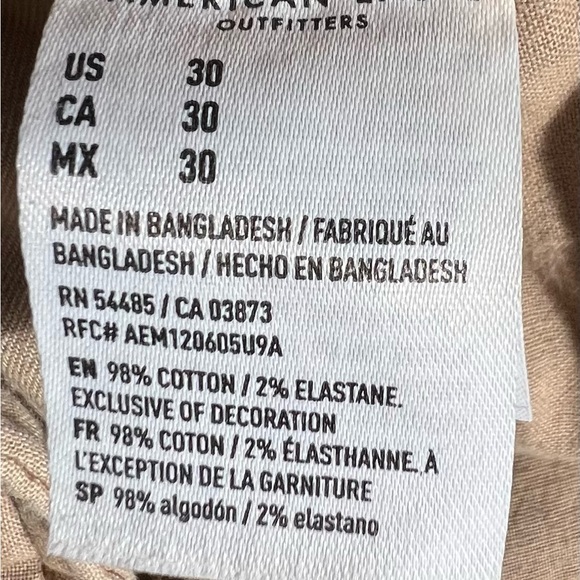 AMERICAN
OUTFITTERS
US 30
CA 30
MX 30
MADE IN BANGLADESH / FABRIQUÉ AU
BANGLADESH / HECHO EN BANGLADESH
RN 54485 / CA 03873
RFC# AEM120605U9A
EN 98% COTTON / 2% ELASTANE.
EXCLUSIVE OF DECORATION
FR 98% COTON / 2% ÉLASTHANNE. À
L'EXCEPTION DE LA GARNITURE
SP 98% algodón / 2% elastano